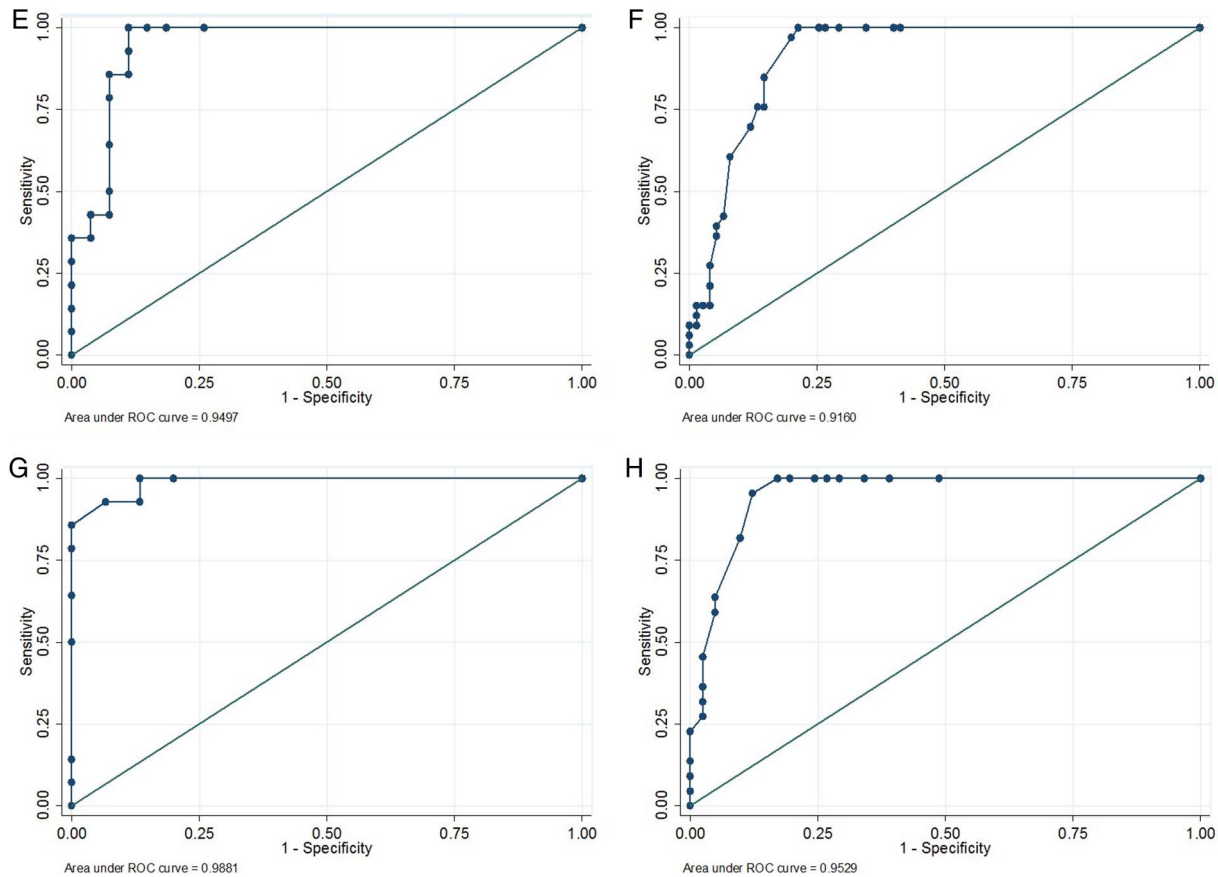 E
Sensitivity
1.00
0.75
0.50
0.25
0.00
0.00 0.25 0.50 0.75 1.00
1 - Specificity
Area under ROC curve = 0.9497
F
Sensitivity
1.00
0.75
0.50
0.25
0.00
0.00 0.25 0.50 0.75 1.00
1 - Specificity
Area under ROC curve = 0.9160
G
Sensitivity
1.00
0.75
0.50
0.25
0.00
0.00 0.25 0.50 0.75 1.00
1 - Specificity
Area under ROC curve = 0.9881
H
Sensitivity
1.00
0.75
0.50
0.25
0.00
0.00 0.25 0.50 0.75 1.00
1 - Specificity
Area under ROC curve = 0.9529